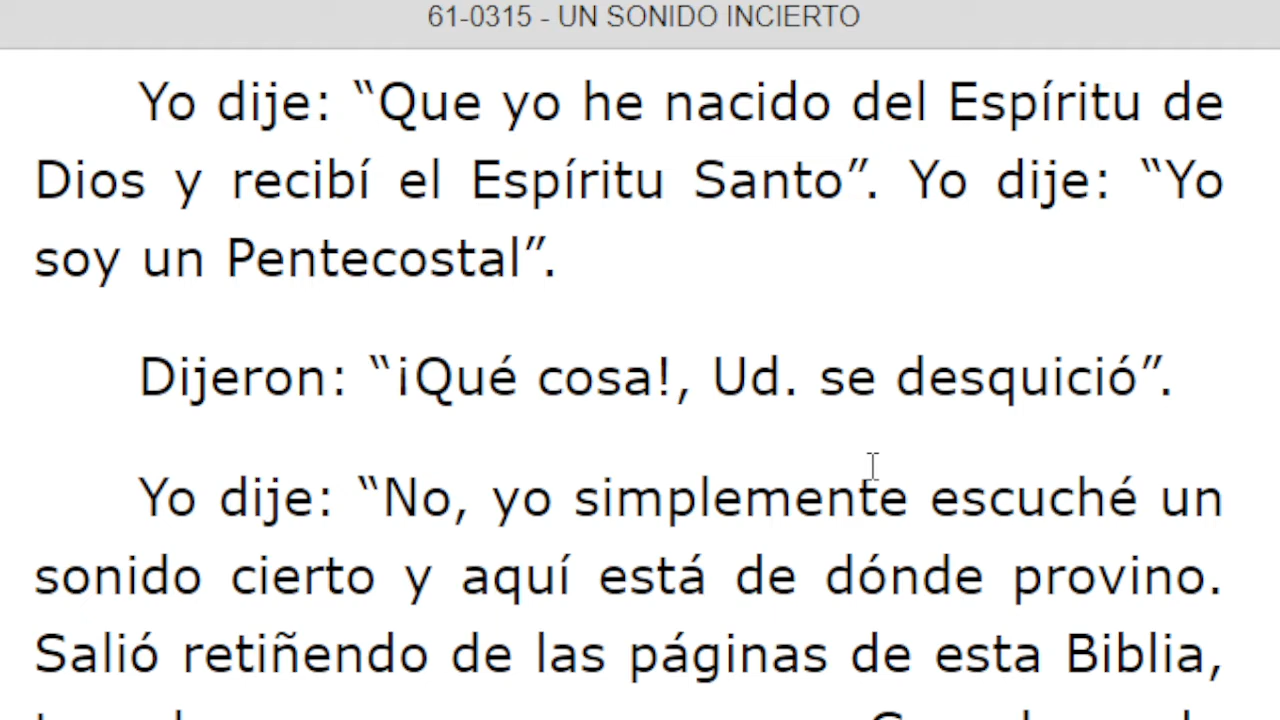 61-0315 - UN SONIDO INCIERTO
Yo dije: “Que yo he nacido del Espíritu de
Dios y recibí el Espíritu Santo”. Yo dije: “Yo
soy un Pentecostal”.
Dijeron: “¡Qué cosa!, Ud. se desquició”.
Yo dije: “No, yo simplemente escuché un
sonido cierto y aquí está de dónde provino.
Salió retiñendo de las páginas de esta Biblia,